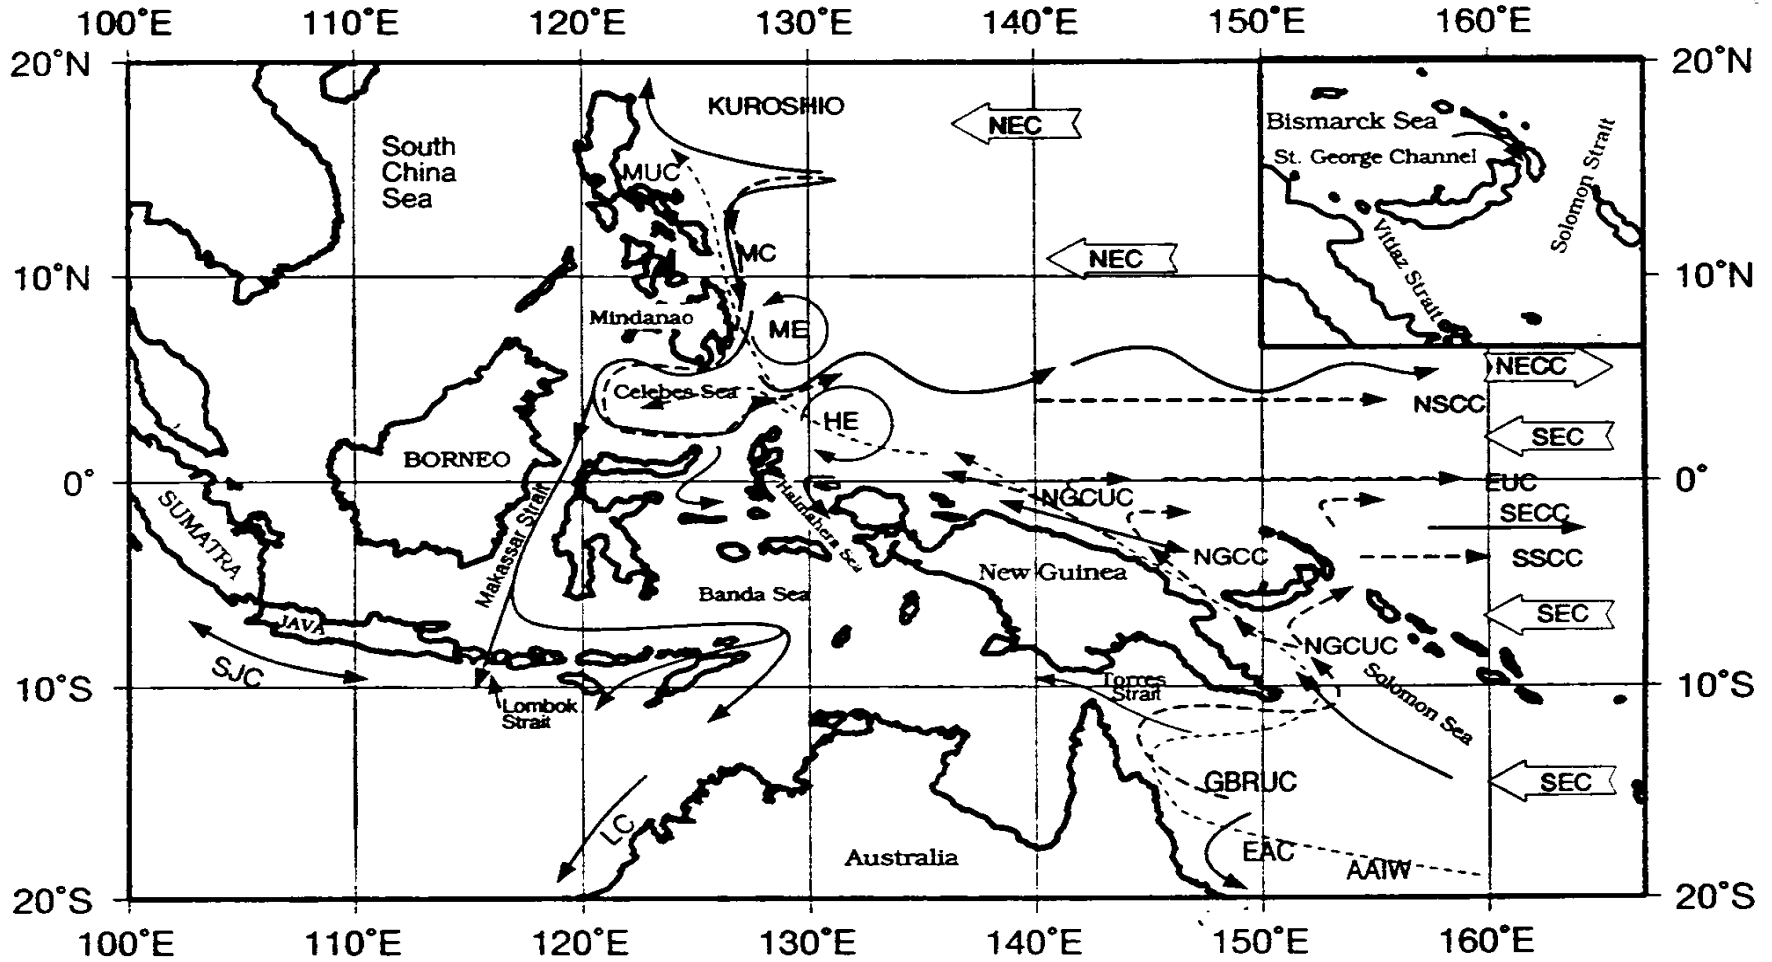 100°E 110°E 120°E 130°E 140°E 150°E 160°E
20°N
20°N
KUROSHIO
NEC
Bismarck Sea
St. George Channel
Solomon Strait
Vitiaz Strait
South
China
Sea
MUC
MC
NEC
10°N
10°N
Mindanao
ME
NECC
Celebes Sea
NSCC
HE
SEC
BORNEO
0°
0°
EUC
NGCUC
SUMATRA
Makassar Strait
Halmahera Sea
SECC
NGCC
SSCC
New Guinea
Banda Sea
SEC
JAVA
NGCUC
SJC
10°S
10°S
Torres
Strait
Solomon Sea
Lombok
Strait
GBRUC
SEC
LC
EAC
Australia
AAIW
20°S
20°S
100°E 110°E 120°E 130°E 140°E 150°E 160°E